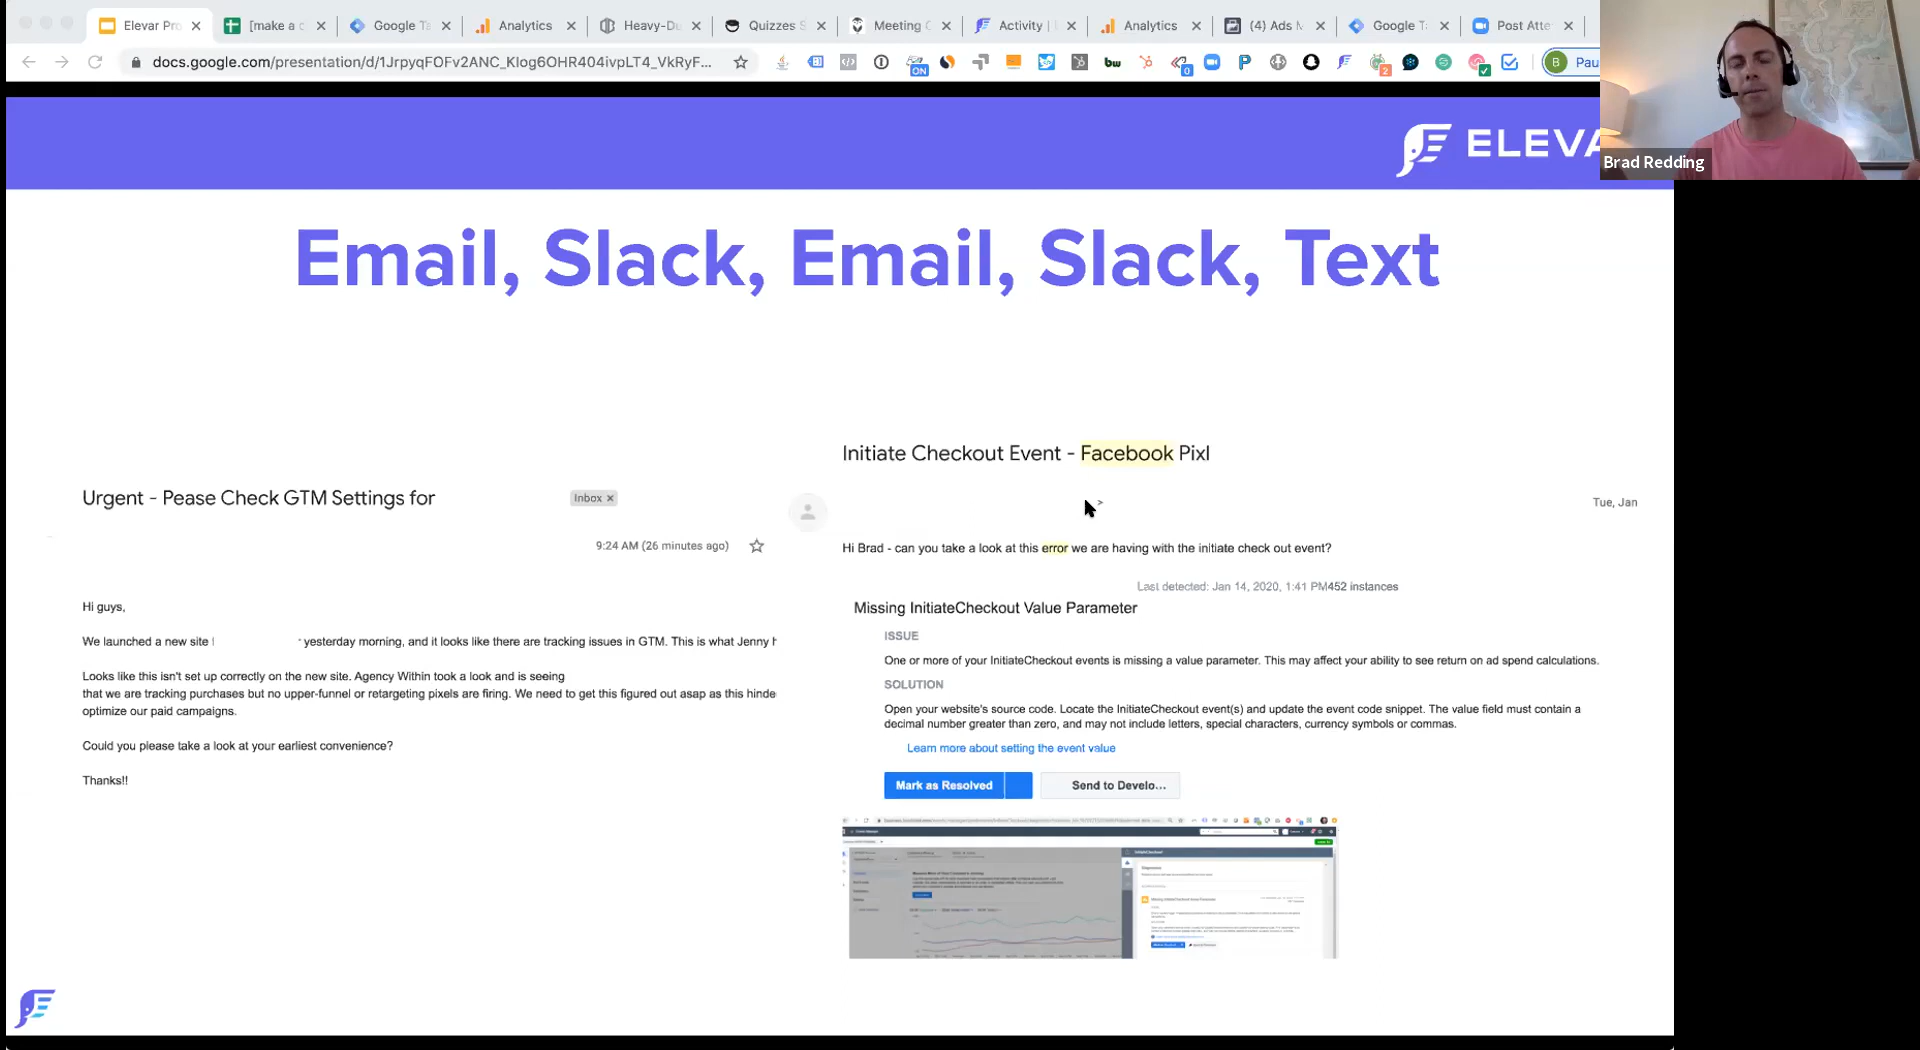 Elevar Pro
[make a c
Google Ta
Analytics
Heavy-Du
Quizzes S
Meeting
Activity |
Analytics
(4) Ads M
Google Ta
Post Atte
docs.google.com/presentation/d/1JrpyqFOFv2ANC_Klog6OHR404ivpLT4_VkRyF...
ON
bw
0
2
B Pau
Brad Redding
ELEVA
Email, Slack, Email, Slack, Text
Urgent - Pease Check GTM Settings for
Inbox x
9:24 AM (26 minutes ago)
Hi guys,
We launched a new site yesterday morning, and it looks like there are tracking issues in GTM. This is what Jenny h
Looks like this isn't set up correctly on the new site. Agency Within took a look and is seeing
that we are tracking purchases but no upper-funnel or retargeting pixels are firing. We need to get this figured out asap as this hinde
optimize our paid campaigns.
Could you please take a look at your earliest convenience?
Thanks!!
Initiate Checkout Event - Facebook Pixl
Tue, Jan
Hi Brad - can you take a look at this error we are having with the initiate check out event?
Last detected: Jan 14, 2020, 1:41 PM452 instances
Missing InitiateCheckout Value Parameter
ISSUE
One or more of your InitiateCheckout events is missing a value parameter. This may affect your ability to see return on ad spend calculations.
SOLUTION
Open your website's source code. Locate the InitiateCheckout event(s) and update the event code snippet. The value field must contain a
decimal number greater than zero, and may not include letters, special characters, currency symbols or commas.
Learn more about setting the event value
Mark as Resolved
Send to Develo...